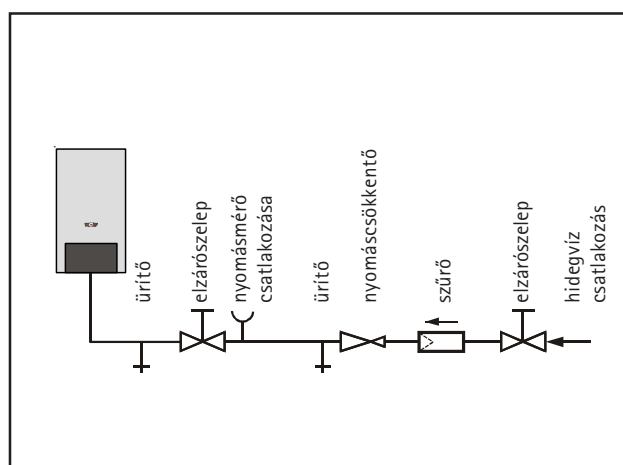 ürítő
elzárószelep
nyomásmérő
csatlakozása
ürítő
nyomáscsökkentő
szűrő
elzárószelep
hidegvíz
csatlakozás